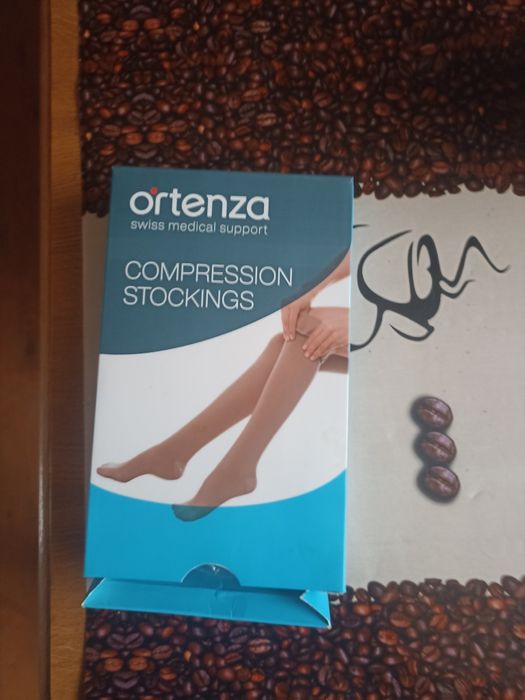 ortenza
swiss medical support
COMPRESSION
STOCKINGS